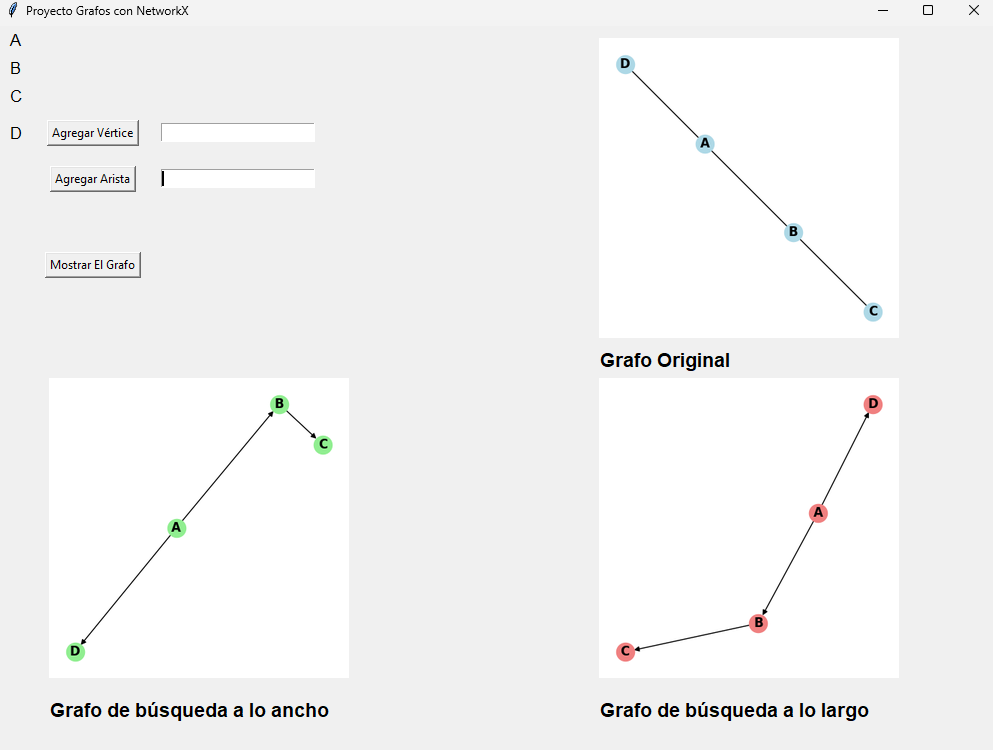 Proyecto Grafos con NetworkX
A
B
C
D
Agregar Vértice
Agregar Arista
Mostrar El Grafo
D
A
B
C
Grafo Original
B
C
A
D
Grafo de búsqueda a lo ancho
D
A
B
C
Grafo de búsqueda a lo largo